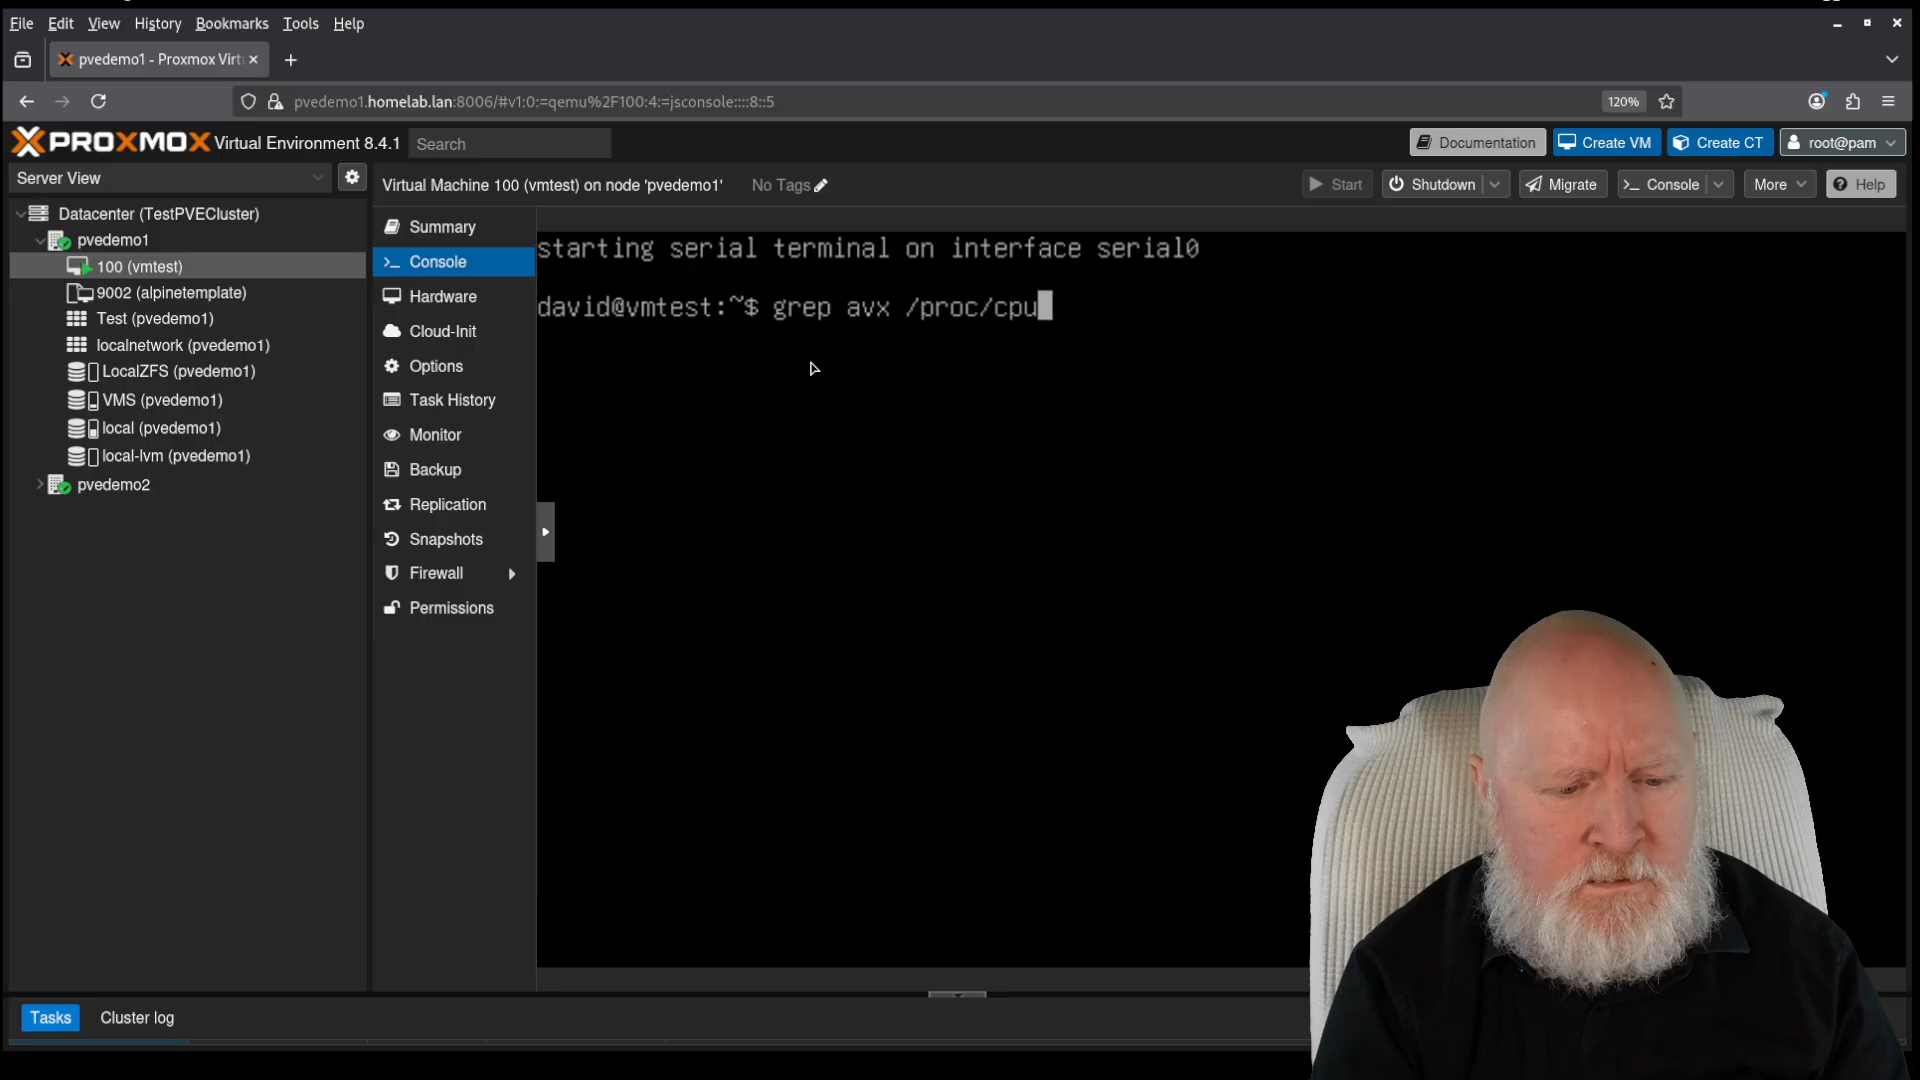 File Edit View History Bookmarks Tools Help
pvedemo1 - Proxmox Virt
pvedemo1.homelab.lan:8006/#v1:0:=qemu%2F100:4:=jsconsole::::8::5 120%
PROXMOX Virtual Environment 8.4.1 Search Documentation Create VM Create CT root@pam
Server View
Virtual Machine 100 (vmtest) on node 'pvedemo1' No Tags Start Shutdown Migrate >_ Console More Help
Datacenter (TestPVECluster)
pvedemo1
100 (vmtest)
9002 (alpinetemplate)
Test (pvedemo1)
localnetwork (pvedemo1)
LocalZFS (pvedemo1)
VMS (pvedemo1)
local (pvedemo1)
local-lvm (pvedemo1)
pvedemo2
Summary
>_ Console
Hardware
Cloud-Init
Options
Task History
Monitor
Backup
Replication
Snapshots
Firewall
Permissions
starting serial terminal on interface serial0
david@vmtest:~$ grep avx /proc/cpu
Tasks Cluster log